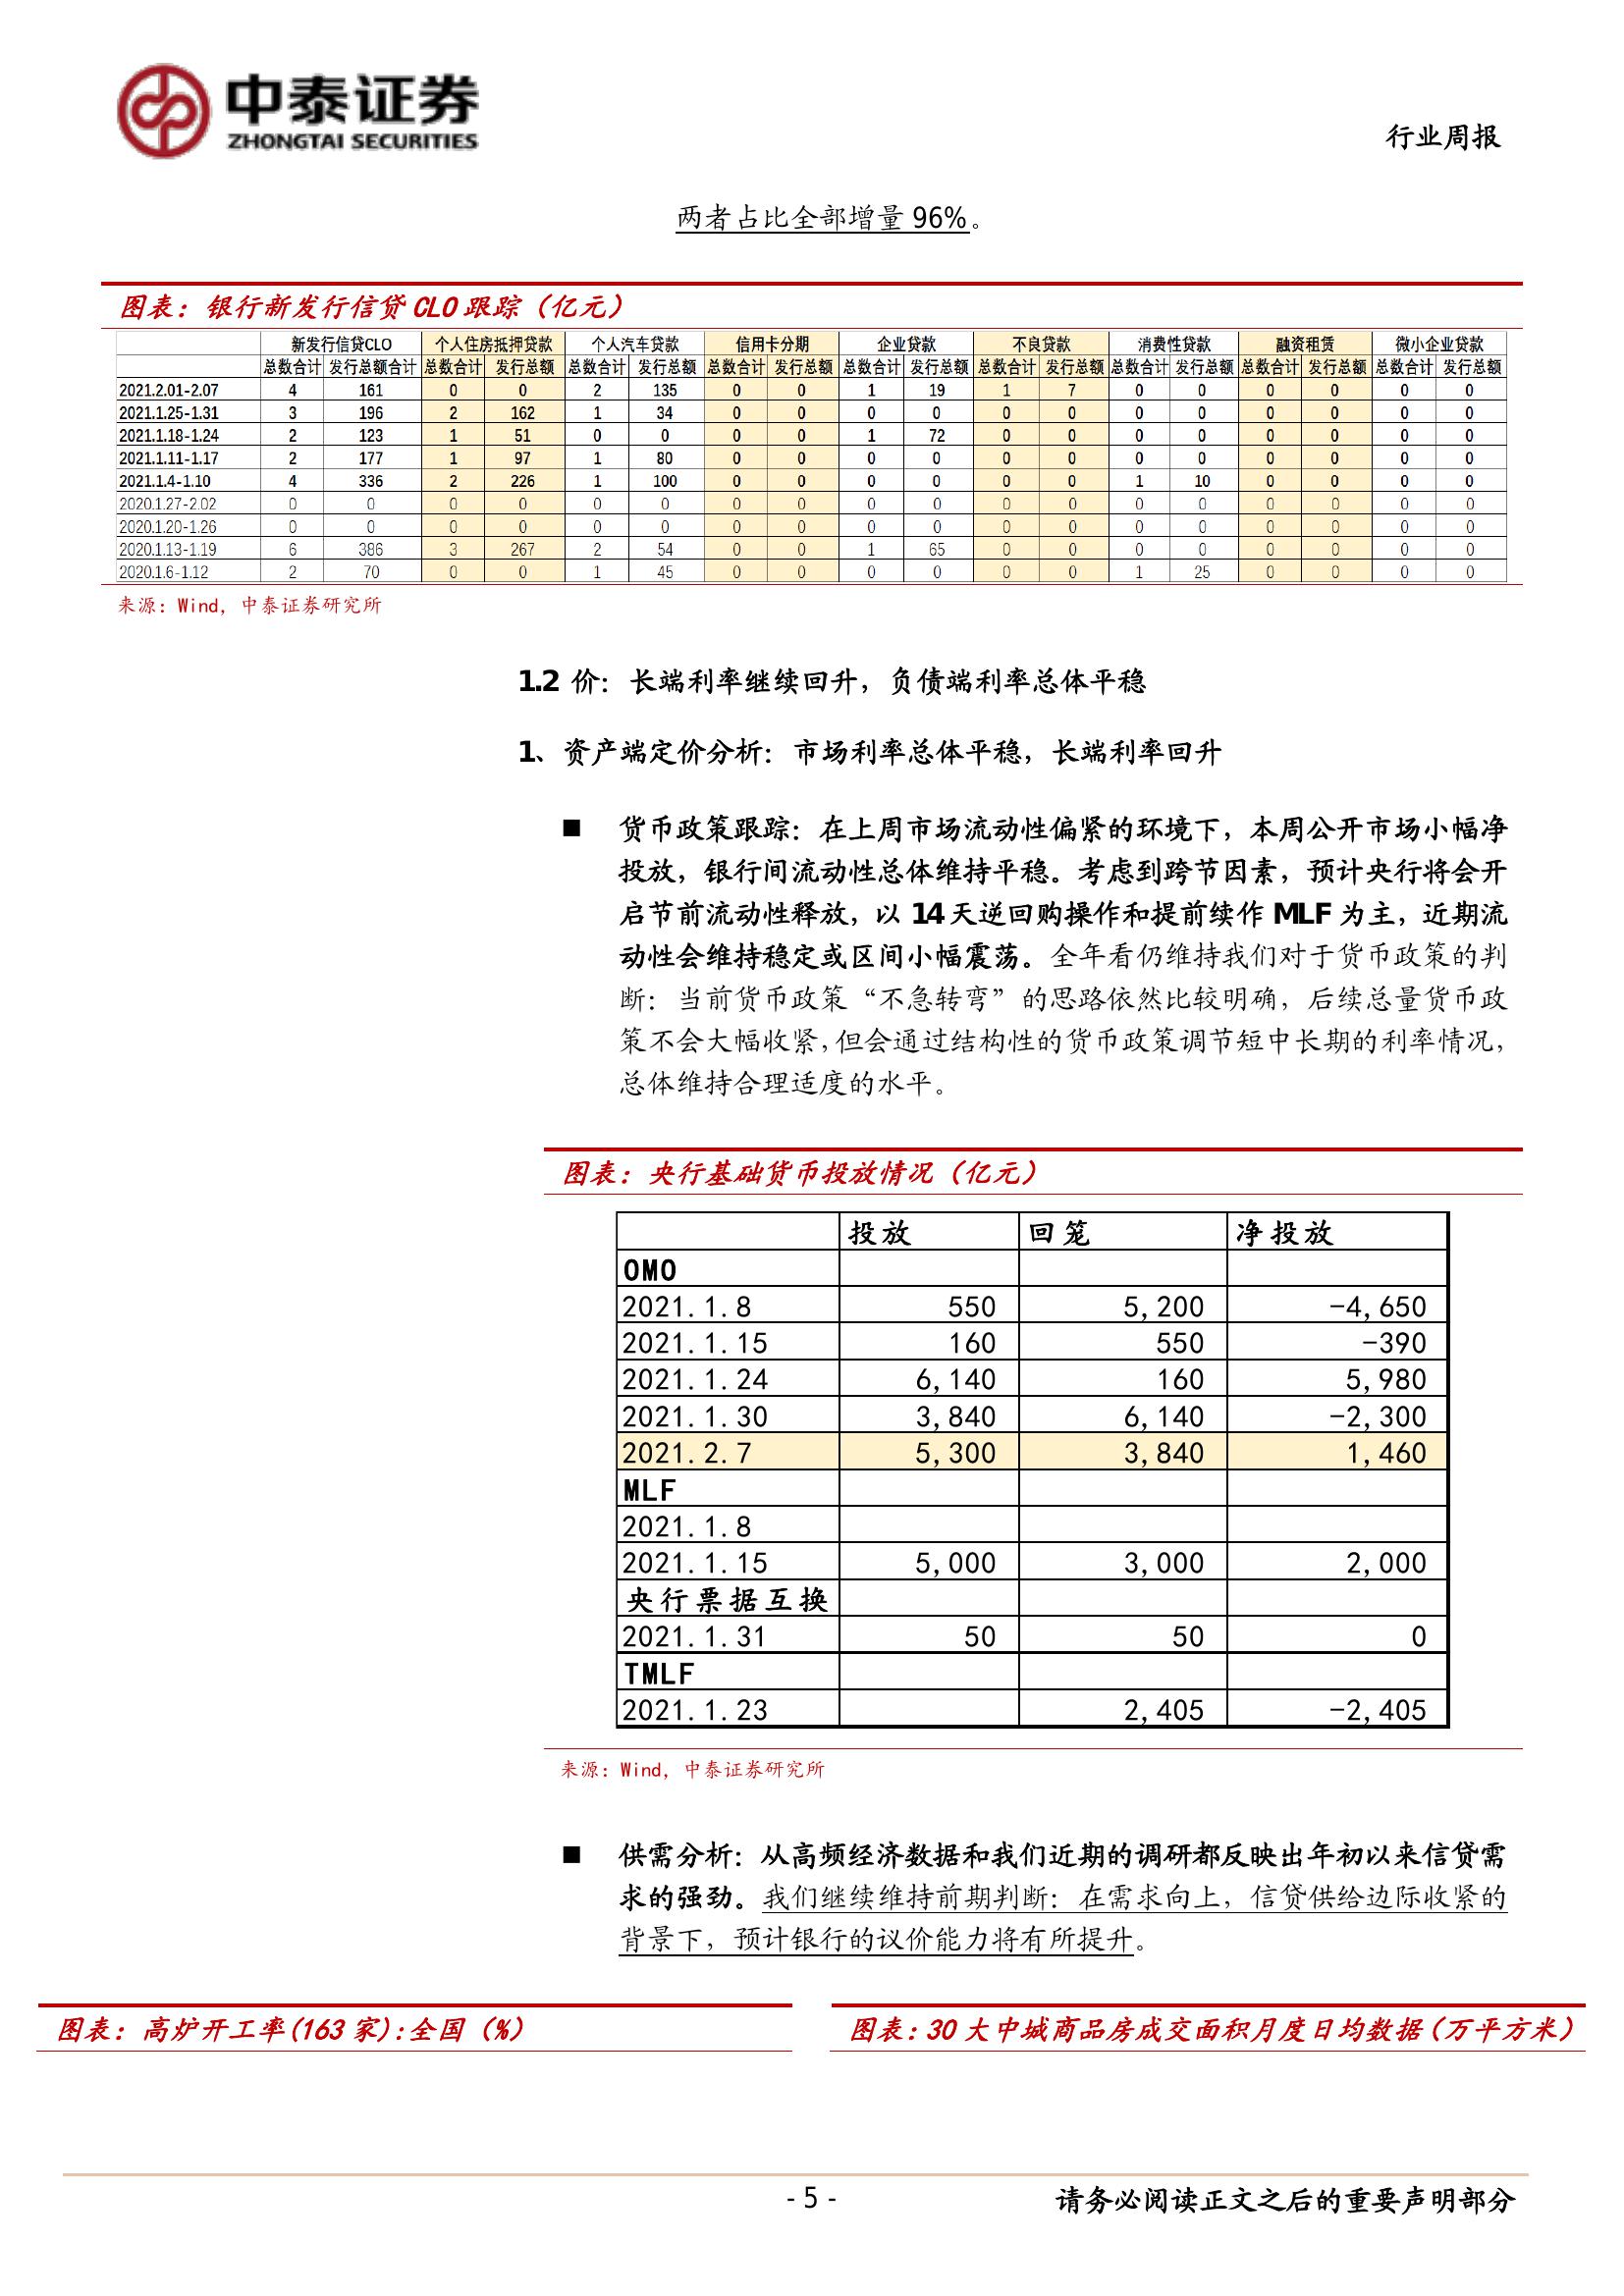 中泰证券
ZHONGTAI SECURITIES
行业周报
两者占比全部增量 96%。
图表：银行新发行信贷 CLO 跟踪（亿元）
新发行信贷CLO 个人住房抵押贷款 个人汽车贷款 信用卡分期 企业贷款 不良贷款 消费性贷款 融资租赁 微小企业贷款
总数合计 发行总额合计 总数合计 发行总额 总数合计 发行总额 总数合计 发行总额 总数合计 发行总额 总数合计 发行总额 总数合计 发行总额 总数合计 发行总额 总数合计 发行总额
2021.2.01-2.07 4 161 0 0 2 135 0 0 1 19 1 7 0 0 0 0 0 0
2021.1.25-1.31 3 196 2 162 1 34 0 0 0 0 0 0 0 0 0 0 0 0
2021.1.18-1.24 2 123 1 51 0 0 0 0 1 72 0 0 0 0 0 0 0 0
2021.1.11-1.17 2 177 1 97 1 80 0 0 0 0 0 0 0 0 0 0 0 0
2021.1.4-1.10 4 336 2 226 1 100 0 0 0 0 0 0 1 10 0 0 0 0
2020.1.27-2.02 0 0 0 0 0 0 0 0 0 0 0 0 0 0 0 0 0 0
2020.1.20-1.26 0 0 0 0 0 0 0 0 0 0 0 0 0 0 0 0 0 0
2020.1.13-1.19 6 386 3 267 2 54 0 0 1 65 0 0 0 0 0 0 0 0
2020.1.6-1.12 2 70 0 0 1 45 0 0 0 0 0 0 1 25 0 0 0 0
来源：Wind，中泰证券研究所
1.2 价：长端利率继续回升，负债端利率总体平稳
1、资产端定价分析：市场利率总体平稳，长端利率回升
■ 货币政策跟踪：在上周市场流动性偏紧的环境下，本周公开市场小幅净
投放，银行间流动性总体维持平稳。考虑到跨节因素，预计央行将会开
启节前流动性释放，以 14 天逆回购操作和提前续作 MLF 为主，近期流
动性会维持稳定或区间小幅震荡。全年看仍维持我们对于货币政策的判
断：当前货币政策“不急转弯”的思路依然比较明确，后续总量货币政
策不会大幅收紧，但会通过结构性的货币政策调节短中长期的利率情况，
总体维持合理适度的水平。
图表：央行基础货币投放情况（亿元）
投放 回笼 净投放
OMO
2021.1.8 550 5,200 -4,650
2021.1.15 160 550 -390
2021.1.24 6,140 160 5,980
2021.1.30 3,840 6,140 -2,300
2021.2.7 5,300 3,840 1,460
MLF
2021.1.8
2021.1.15 5,000 3,000 2,000
央行票据互换
2021.1.31 50 50 0
TMLF
2021.1.23 2,405 -2,405
来源：Wind，中泰证券研究所
■ 供需分析：从高频经济数据和我们近期的调研都反映出年初以来信贷需
求的强劲。我们继续维持前期判断：在需求向上，信贷供给边际收紧的
背景下，预计银行的议价能力将有所提升。
图表：高炉开工率(163 家):全国（%）
图表：30 大中城商品房成交面积月度日均数据（万平方米）
- 5 -
请务必阅读正文之后的重要声明部分